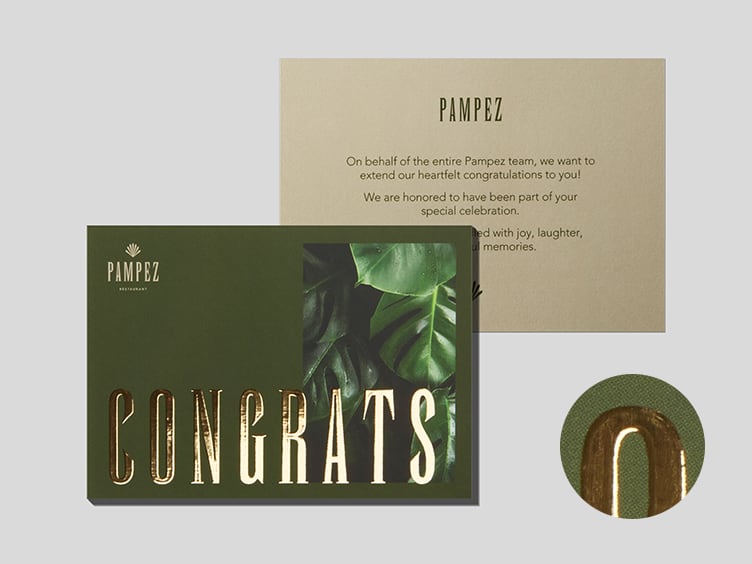 PAMPEZ
On behalf of the entire Pampez team, we want to
extend our heartfelt congratulations to you!
We are honored to have been part of your
special celebration.
with joy, laughter,
memories.
PAMPEZ
RESTAURANT
CONGRATS